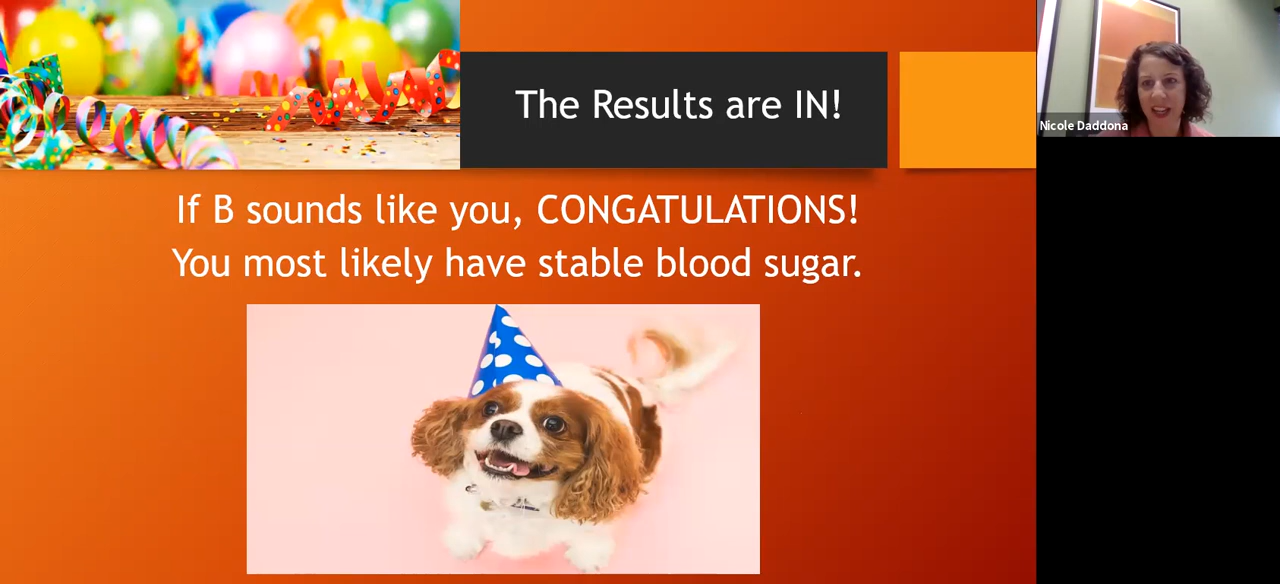 The Results are IN!
Nicole Daddona
If B sounds like you, CONGATULATIONS!
You most likely have stable blood sugar.